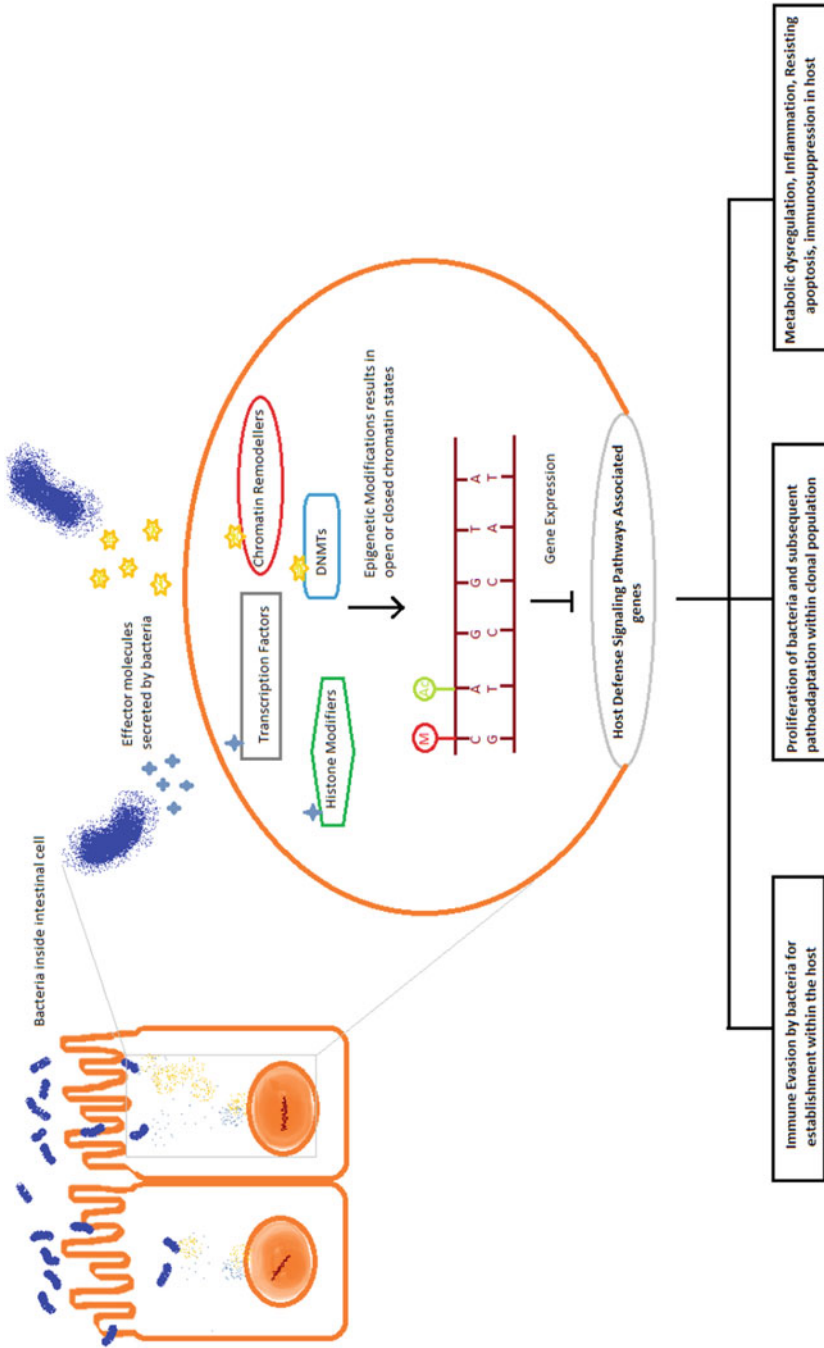 Bacteria inside intestinal cell
Effector molecules
secreted by bacteria
Transcription Factors
Chromatin Remodellers
Histone Modifiers
DNMTs
Epigenetic Modifications results in
open or closed chromatin states
M
Ac
C A G G T A
G T C C A T
Gene Expression
Host Defense Signaling Pathways Associated
genes
Immune Evasion by bacteria for
establishment within the host
Proliferation of bacteria and subsequent
pathoadaptation within clonal population
Metabolic dysregulation, Inflammation, Resisting
apoptosis, immunosuppression in host